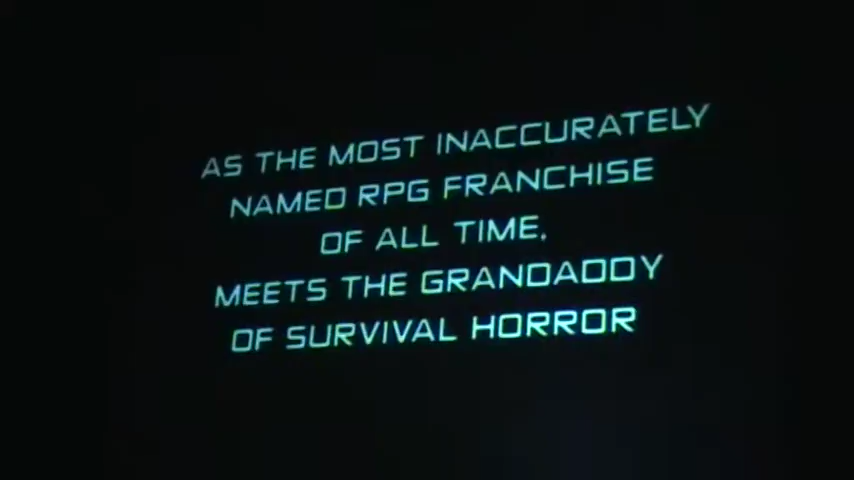 AS THE MOST INACCURATELY
NAMED RPG FRANCHISE
OF ALL TIME,
MEETS THE GRANDADDY
OF SURVIVAL HORROR